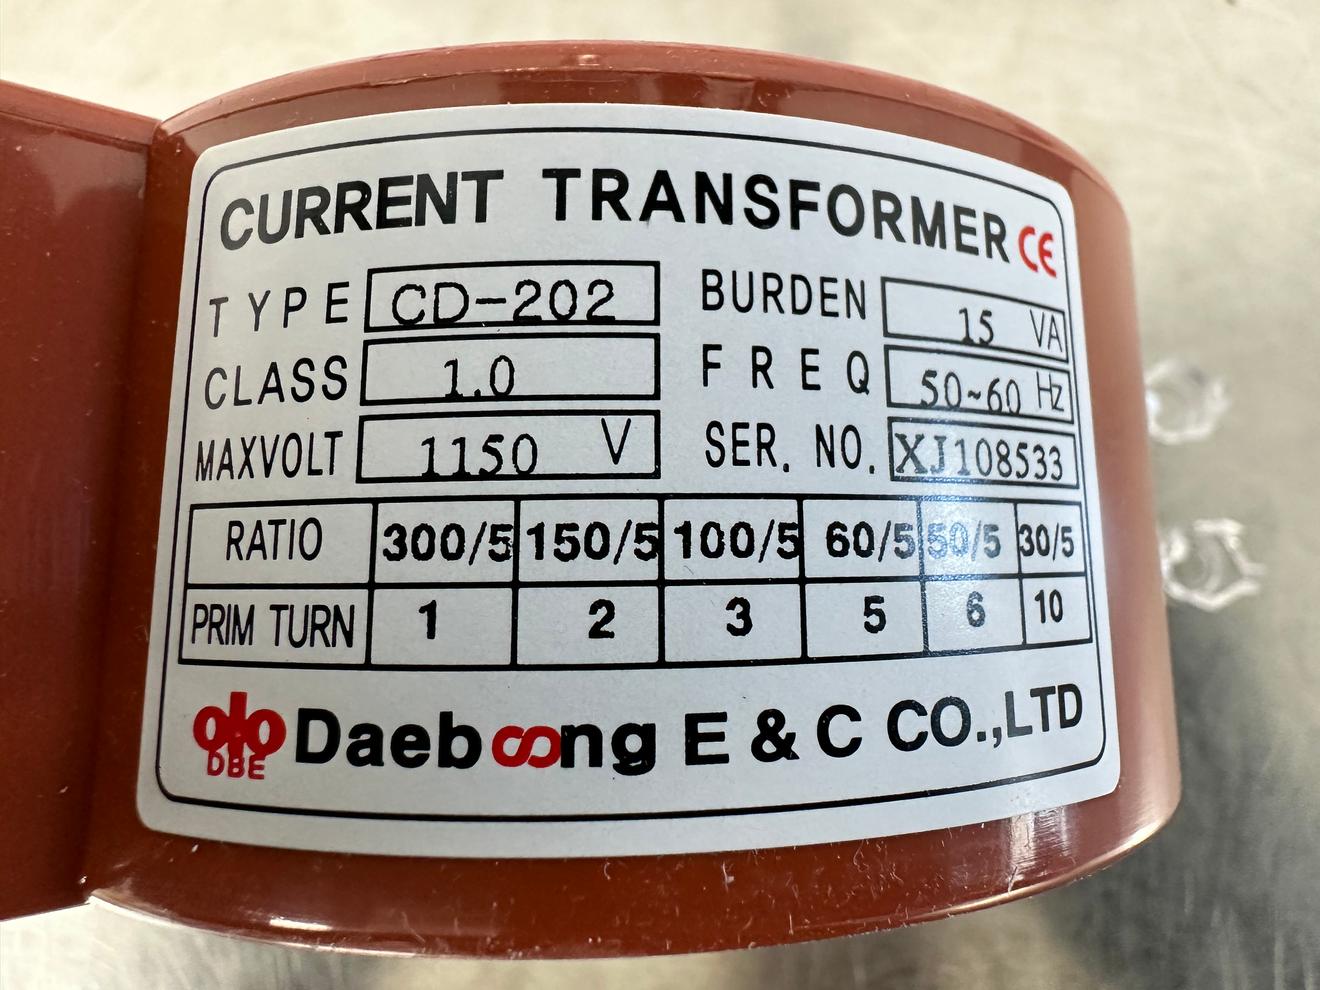 CURRENT TRANSFORMER CE
TYPE CD-202 BURDEN 15 VA
CLASS 1.0 FREQ 50~60 Hz
MAXVOLT 1150 V SER. NO. XJ108533
RATIO 300/5 150/5 100/5 60/5 50/5 30/5
PRIM TURN 1 2 3 5 6 10
DBE Daeboong E & C CO.,LTD